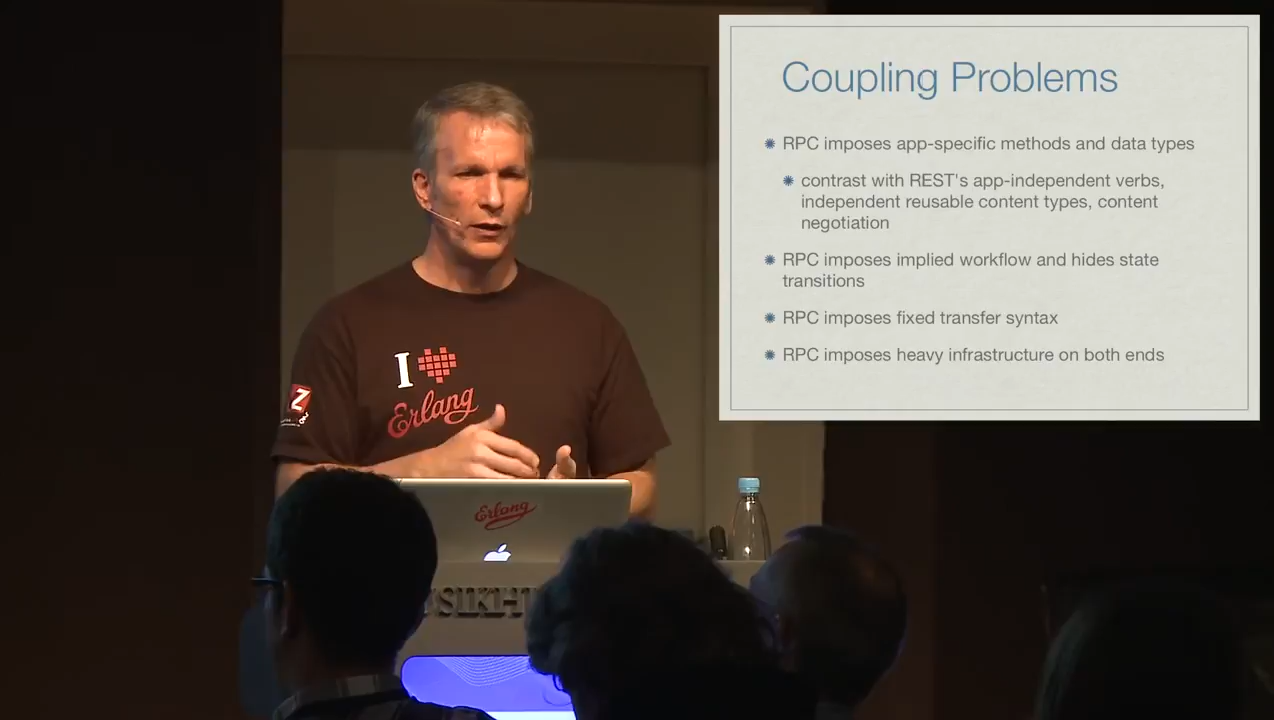 Coupling Problems
RPC imposes app-specific methods and data types
contrast with REST's app-independent verbs,
independent reusable content types, content
negotiation
RPC imposes implied workflow and hides state
transitions
RPC imposes fixed transfer syntax
RPC imposes heavy infrastructure on both ends
I
Erlang
Z
Erlang